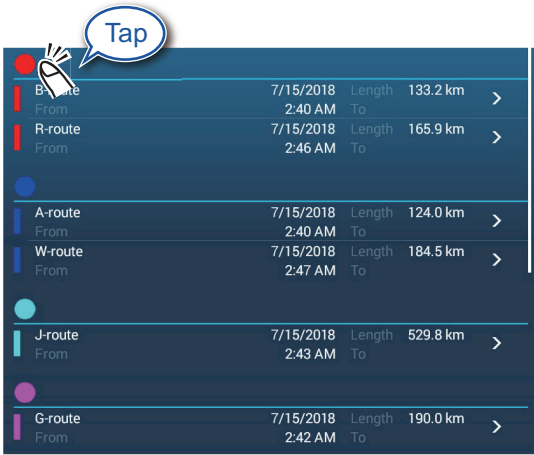 Tap
B-route 7/15/2018 Length 133.2 km
From 2:40 AM To
R-route 7/15/2018 Length 165.9 km
From 2:46 AM To
A-route 7/15/2018 Length 124.0 km
From 2:40 AM To
W-route 7/15/2018 Length 184.5 km
From 2:47 AM To
J-route 7/15/2018 Length 529.8 km
From 2:43 AM To
G-route 7/15/2018 Length 190.0 km
From 2:42 AM To